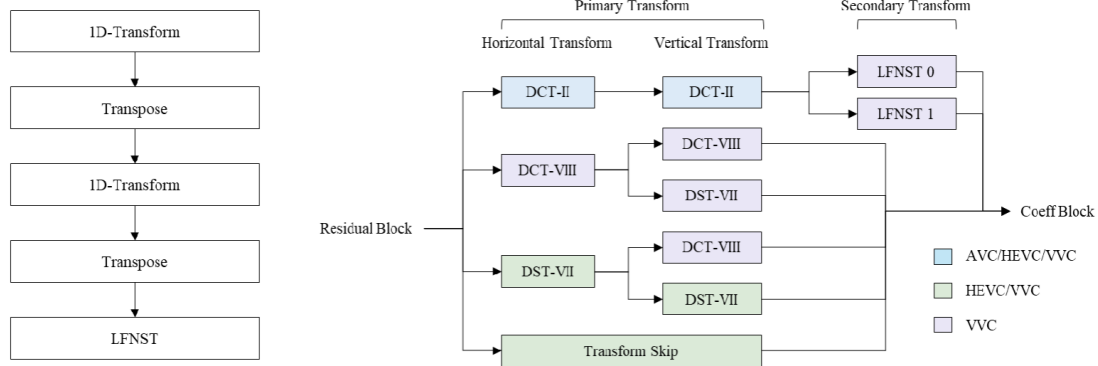 1D-Transform
Transpose
1D-Transform
Transpose
LFNST
Primary Transform
Secondary Transform
Horizontal Transform
Vertical Transform
DCT-II
DCT-II
LFNST 0
LFNST 1
DCT-VIII
DCT-VIII
DST-VII
Residual Block
Coeff Block
DST-VII
DCT-VIII
DST-VII
Transform Skip
AVC/HEVC/VVC
HEVC/VVC
VVC